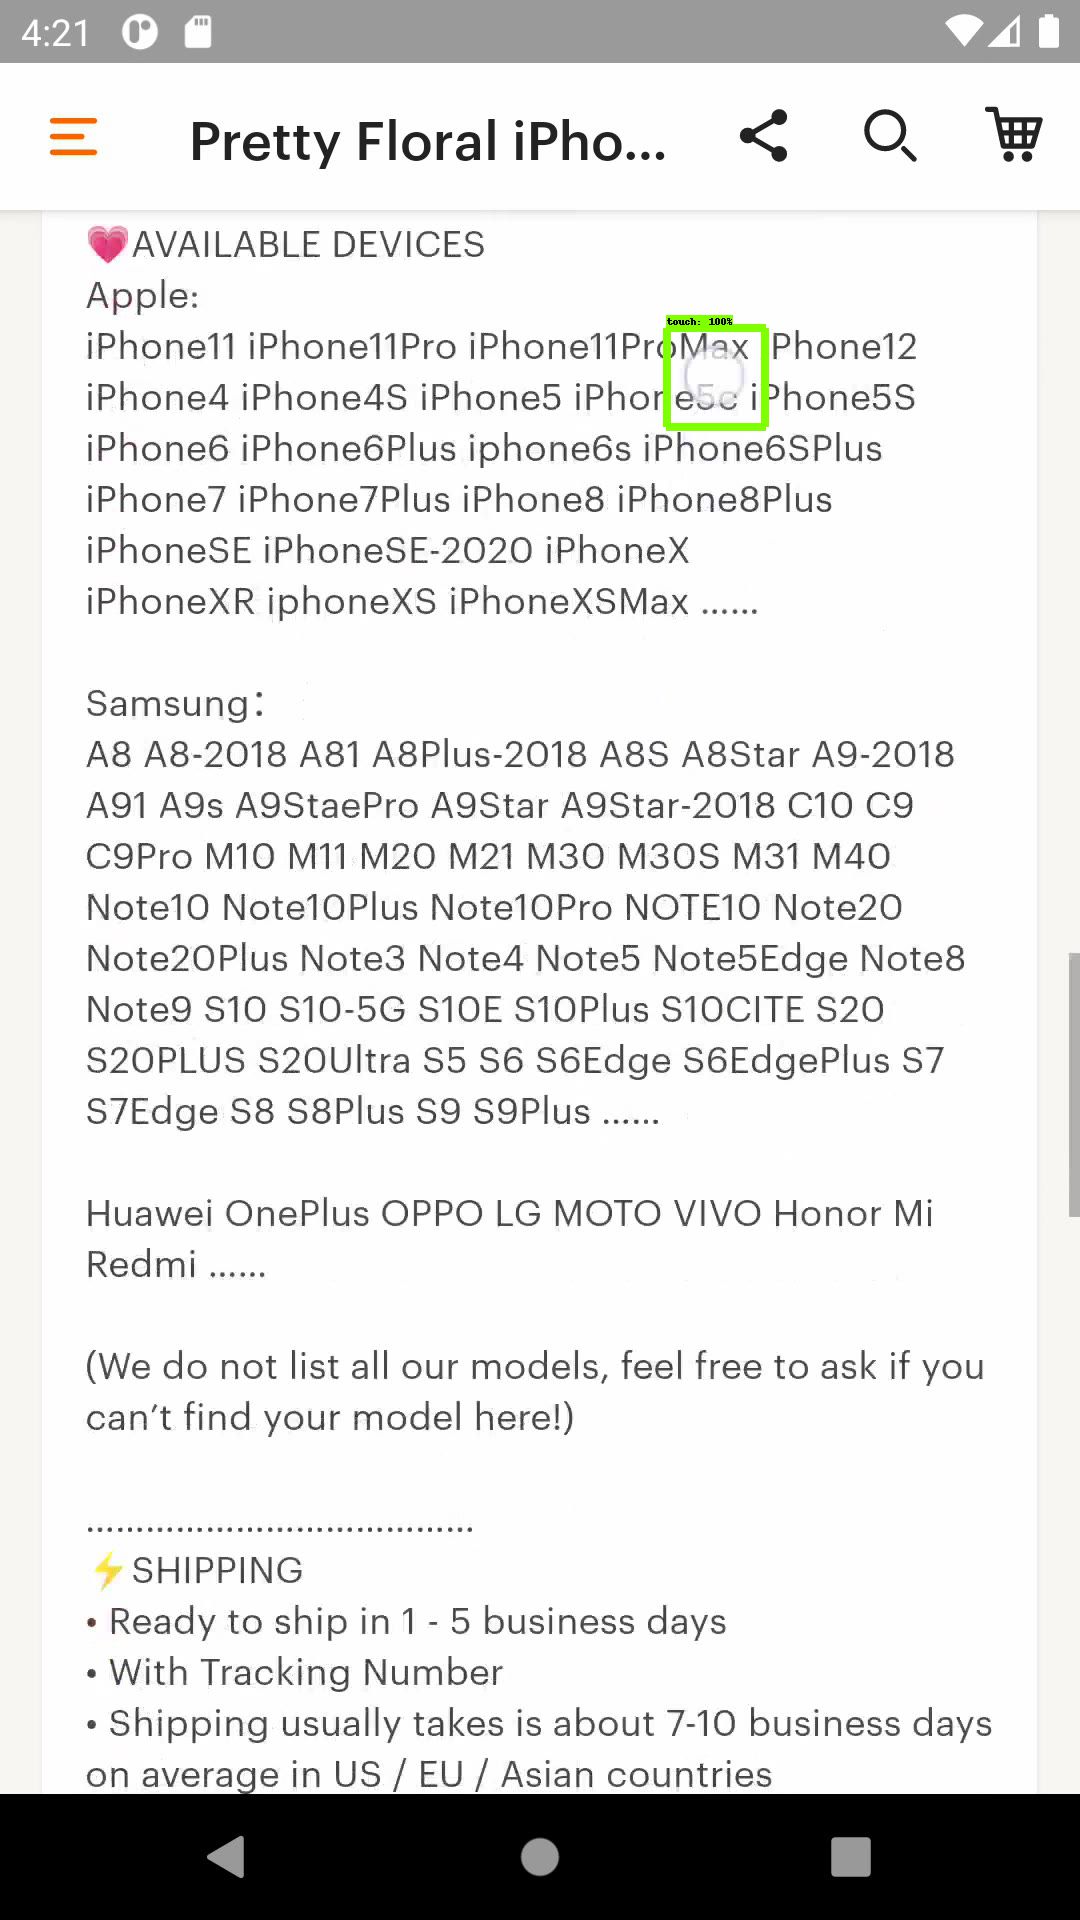 4:21
Pretty Floral iPho...
💗AVAILABLE DEVICES
Apple:
touch: 100%
iPhone11 iPhone11Pro iPhone11ProMax iPhone12
iPhone4 iPhone4S iPhone5 iPhone5c iPhone5S
iPhone6 iPhone6Plus iphone6s iPhone6SPlus
iPhone7 iPhone7Plus iPhone8 iPhone8Plus
iPhoneSE iPhoneSE-2020 iPhoneX
iPhoneXR iphoneXS iPhoneXSMax ......
Samsung：
A8 A8-2018 A81 A8Plus-2018 A8S A8Star A9-2018
A91 A9s A9StaePro A9Star A9Star-2018 C10 C9
C9Pro M10 M11 M20 M21 M30 M30S M31 M40
Note10 Note10Plus Note10Pro NOTE10 Note20
Note20Plus Note3 Note4 Note5 Note5Edge Note8
Note9 S10 S10-5G S10E S10Plus S10CITE S20
S20PLUS S20Ultra S5 S6 S6Edge S6EdgePlus S7
S7Edge S8 S8Plus S9 S9Plus ......
Huawei OnePlus OPPO LG MOTO VIVO Honor Mi
Redmi ......
(We do not list all our models, feel free to ask if you
can’t find your model here!)
.......................................
⚡SHIPPING
• Ready to ship in 1 - 5 business days
• With Tracking Number
• Shipping usually takes is about 7-10 business days
on average in US / EU / Asian countries